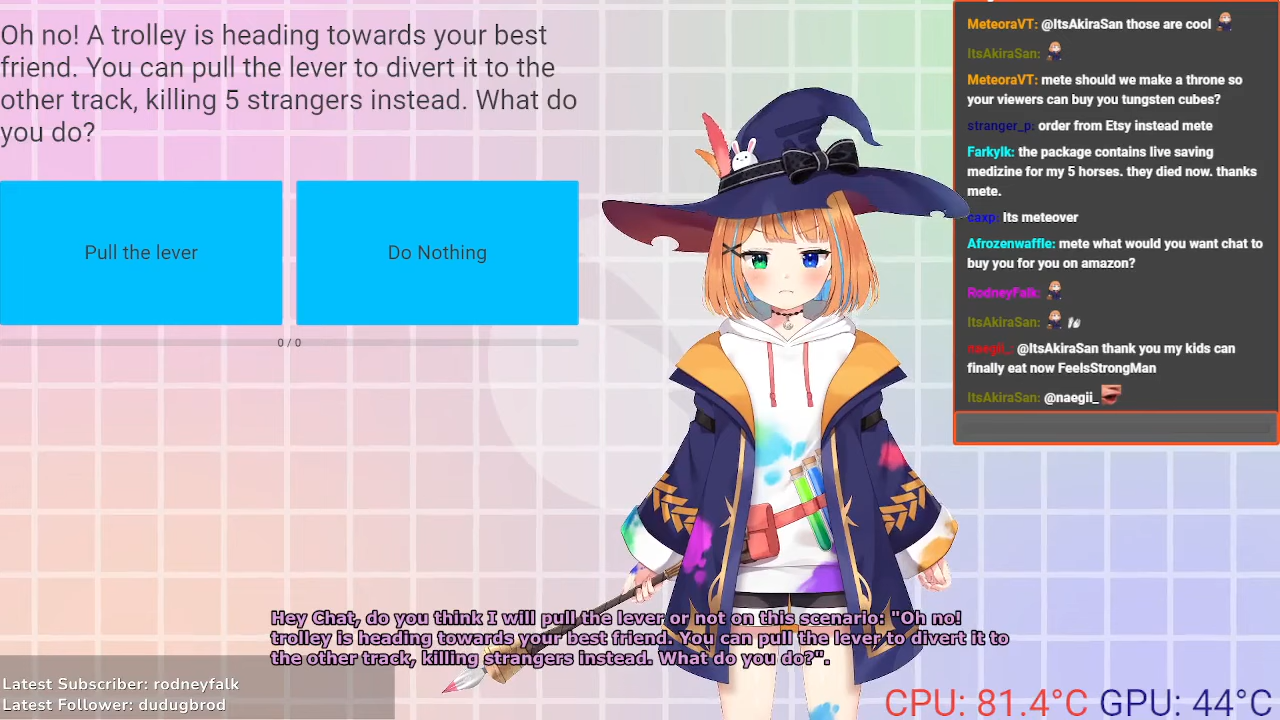 Oh no! A trolley is heading towards your best
friend. You can pull the lever to divert it to the
other track, killing 5 strangers instead. What do
you do?
Pull the lever
Do Nothing
0 / 0
MeteoraVT: @ItsAkiraSan those are cool
ItsAkiraSan:
MeteoraVT: mete should we make a throne so
your viewers can buy you tungsten cubes?
stranger_p: order from Etsy instead mete
Farkylk: the package contains live saving
medizine for my 5 horses. they died now. thanks
mete.
caxp: Its meteover
Afrozenwaffle: mete what would you want chat to
buy you for you on amazon?
RodneyFalk:
ItsAkiraSan:
naegii_: @ItsAkiraSan thank you my kids can
finally eat now FeelsStrongMan
ItsAkiraSan: @naegii_
Hey Chat, do you think I will pull the lever or not on this scenario: "Oh no!
trolley is heading towards your best friend. You can pull the lever to divert it to
the other track, killing strangers instead. What do you do?".
Latest Subscriber: rodneyfalk
Latest Follower: dudugbrod
CPU: 81.4°C GPU: 44°C